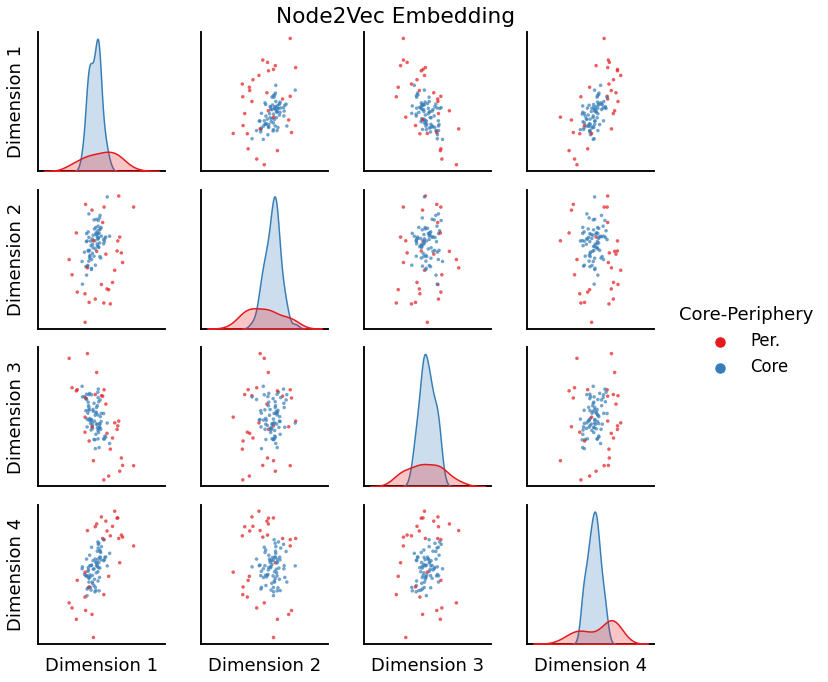 Node2Vec Embedding
Dimension 1
Dimension 2
Dimension 3
Dimension 4
Core-Periphery
Per.
Core
Dimension 1
Dimension 2
Dimension 3
Dimension 4